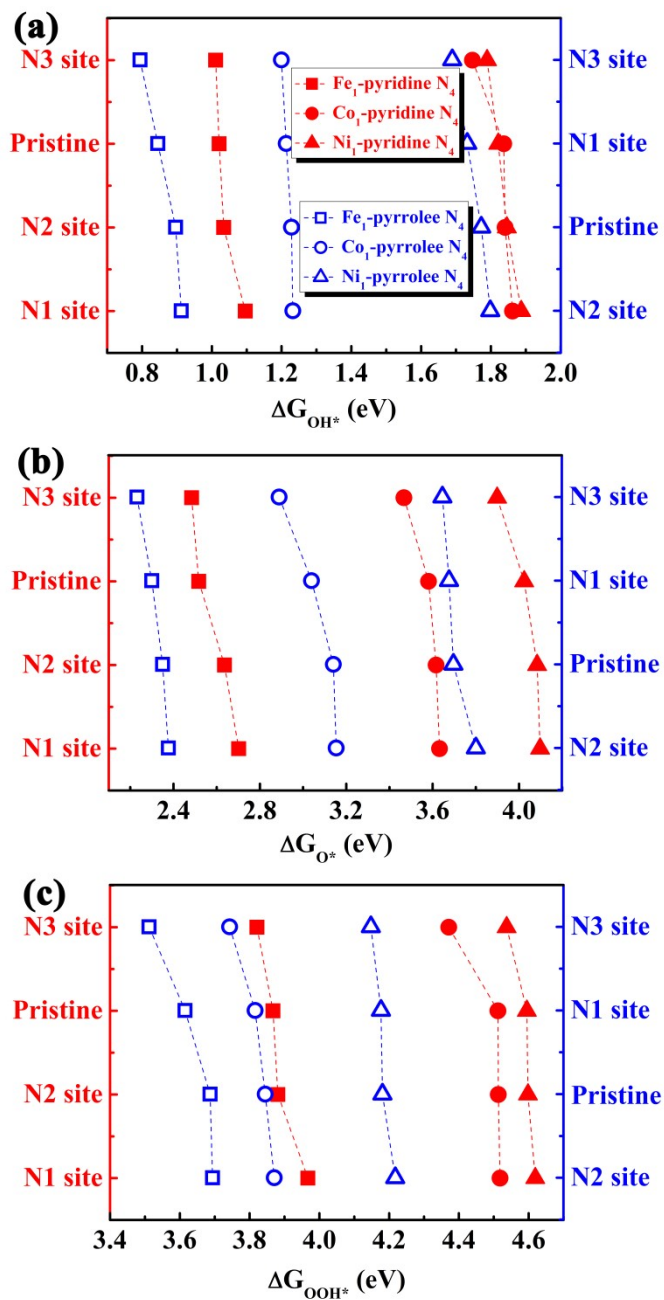 (a)
N3 site
Pristine
N2 site
N1 site
Fe₁-pyridine N₄
Co₁-pyridine N₄
Ni₁-pyridine N₄
Fe₁-pyrrolee N₄
Co₁-pyrrolee N₄
Ni₁-pyrrolee N₄
N3 site
N1 site
Pristine
N2 site
0.8 1.0 1.2 1.4 1.6 1.8 2.0
ΔG_OH* (eV)
(b)
N3 site
Pristine
N2 site
N1 site
N3 site
N1 site
Pristine
N2 site
2.4 2.8 3.2 3.6 4.0
ΔG_O* (eV)
(c)
N3 site
Pristine
N2 site
N1 site
N3 site
N1 site
Pristine
N2 site
3.4 3.6 3.8 4.0 4.2 4.4 4.6
ΔG_OOH* (eV)